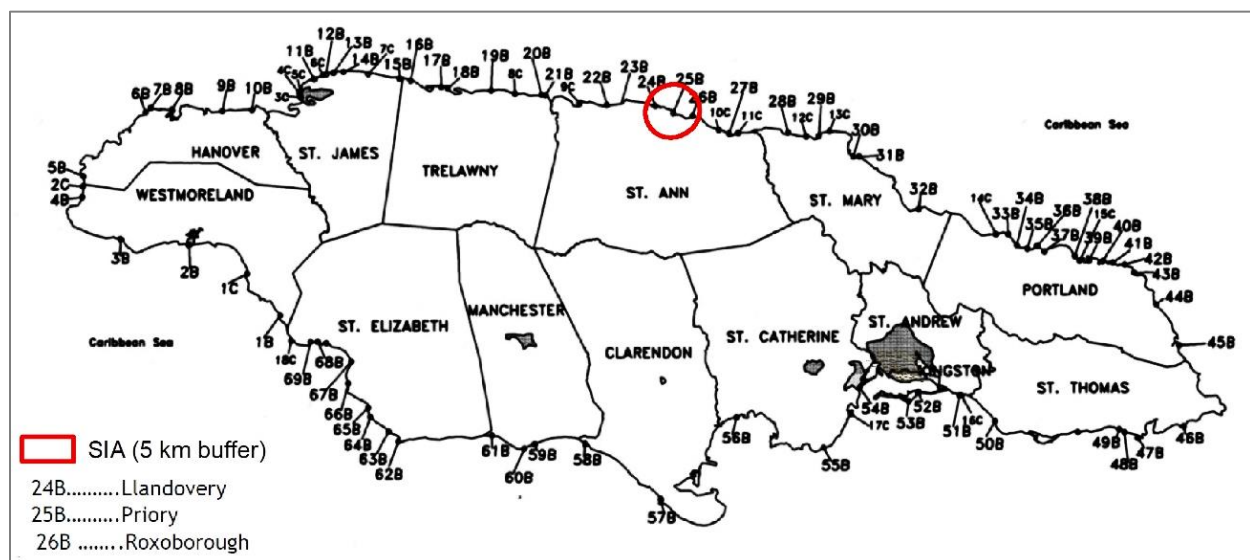 12B 13B 16B
11B 6C 14B 7C 15B 17B 18B 19B 8C 20B 21B 9C 22B 23B 24B 25B 26B
4C 5C
3C
10C 27B 11C 28B 12C 29B 13C
30B
31B
6B 7B 8B 9B 10B
Caribbean Sea
HANOVER
ST. JAMES
TRELAWNY
ST. ANN
ST. MARY
5B
2C
4B
WESTMORELAND
32B
14C 33B 34B 35B 36B 37B 38B 15C 39B 40B 41B 42B
43B
3B
2B
1C
PORTLAND
44B
1B
MANCHESTER
ST. ELIZABETH
CLARENDON
ST. CATHERINE
ST. ANDREW
KINGSTON
ST. THOMAS
Caribbean Sea
45B
18C
69B
68B
67B
66B
65B
64B
63B
62B
61B
60B
59B
58B
57B
56B
55B
17C
54B
53B
52B
51B
16C
50B
49B
48B
47B
46B
SIA (5 km buffer)
24B.........Llandovery
25B.........Priory
26B ........Roxoborough